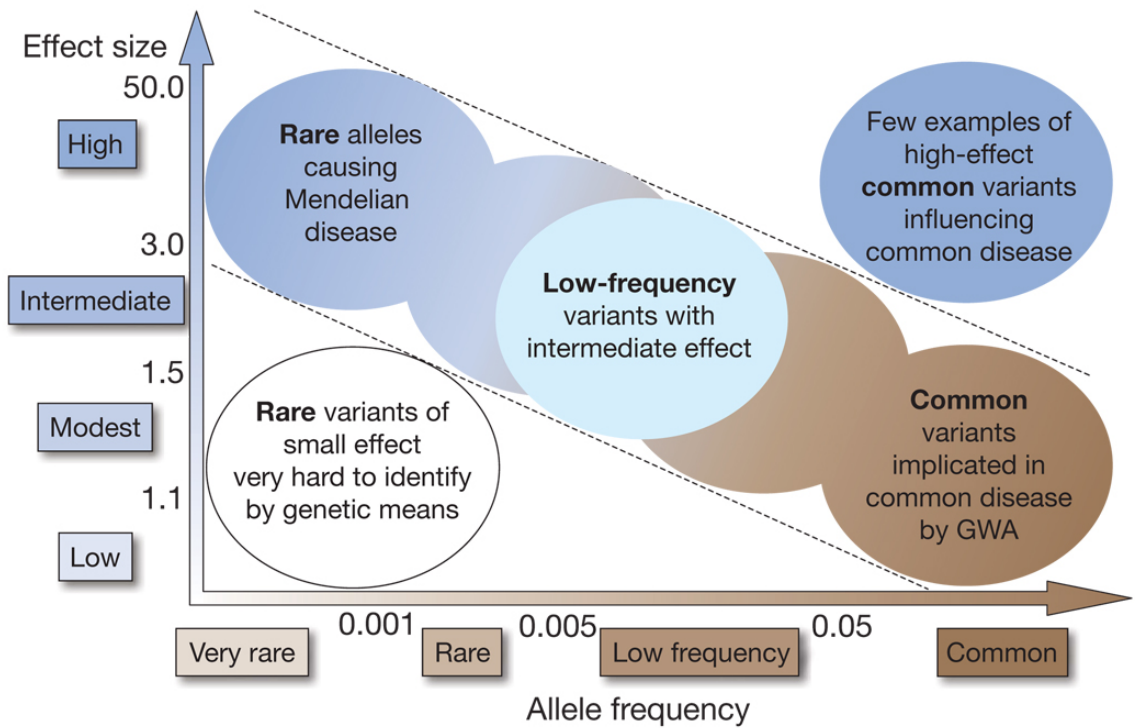 Effect size
50.0
High
3.0
Intermediate
1.5
Modest
1.1
Low
Rare alleles
causing
Mendelian
disease
Few examples of
high-effect
common variants
influencing
common disease
Low-frequency
variants with
intermediate effect
Rare variants of
small effect
very hard to identify
by genetic means
Common
variants
implicated in
common disease
by GWA
0.001
0.005
0.05
Very rare
Rare
Low frequency
Common
Allele frequency